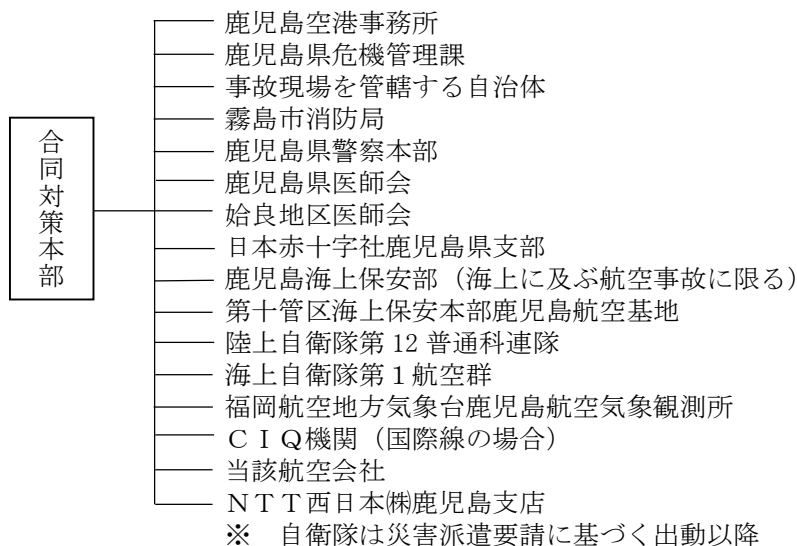 合同対策本部
鹿児島空港事務所
鹿児島県危機管理課
事故現場を管轄する自治体
霧島市消防局
鹿児島県警察本部
鹿児島県医師会
姶良地区医師会
日本赤十字社鹿児島県支部
鹿児島海上保安部（海上に及ぶ航空事故に限る）
第十管区海上保安本部鹿児島航空基地
陸上自衛隊第 12 普通科連隊
海上自衛隊第１航空群
福岡航空地方気象台鹿児島航空気象観測所
ＣＩＱ機関（国際線の場合）
当該航空会社
ＮＴＴ西日本㈱鹿児島支店
※　自衛隊は災害派遣要請に基づく出動以降